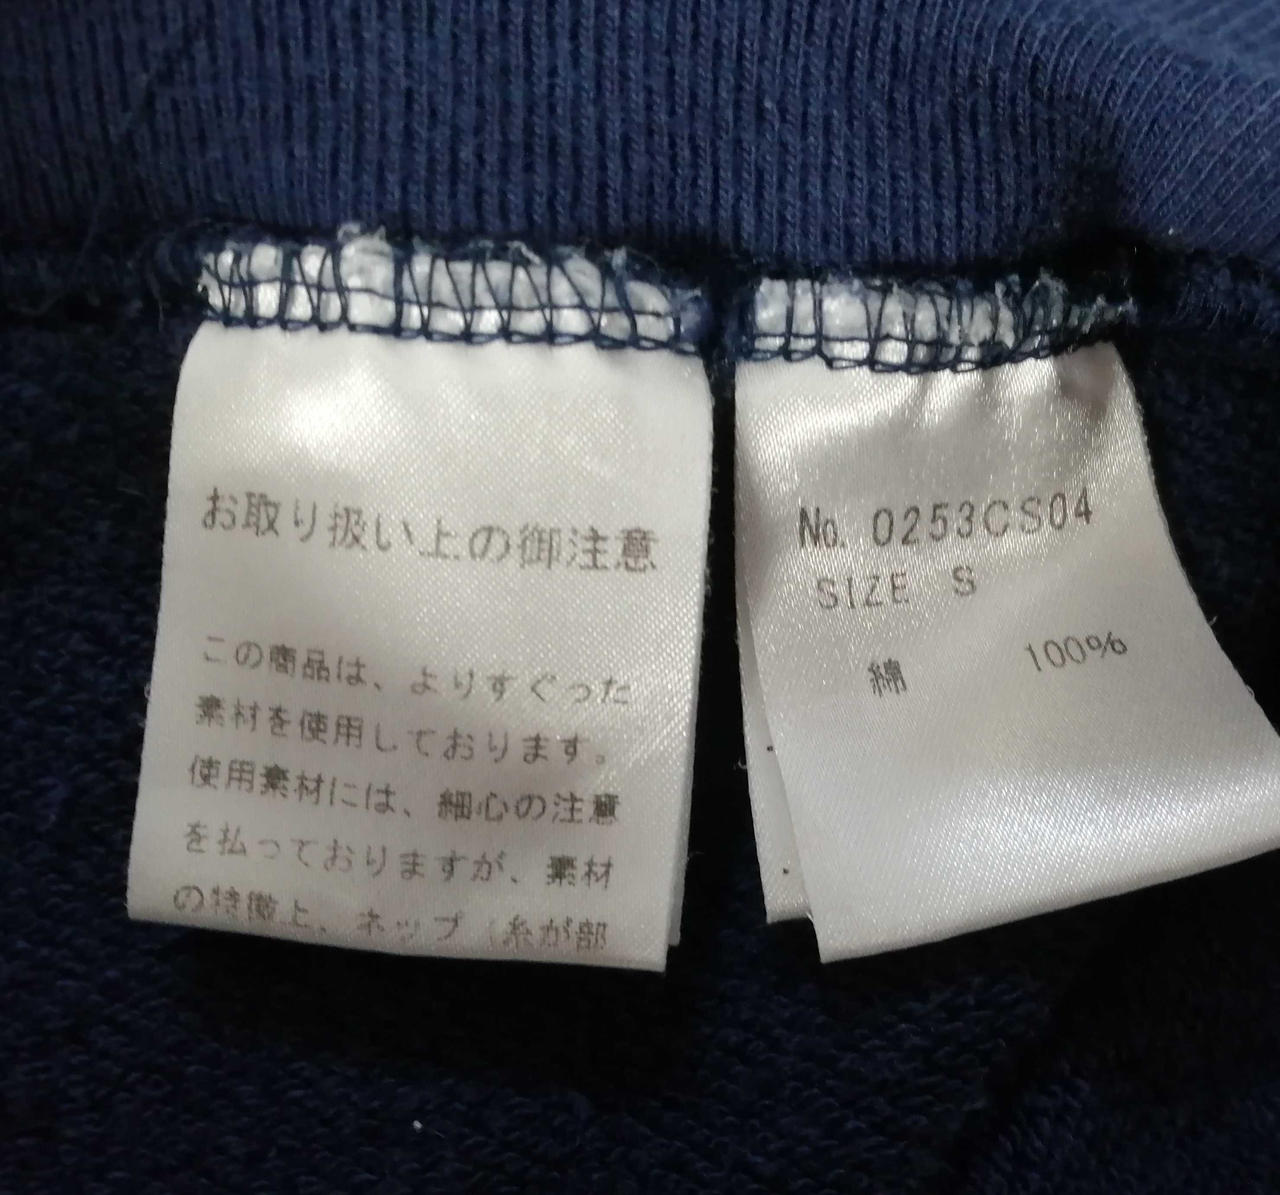 お取り扱い上の御注意
この商品は、よりすぐった
素材を使用しております。
使用素材には、細心の注意
を払っておりますが、素材
の特徴上、ネップ（糸が部
No. 0253CS04
SIZE S
綿 100%